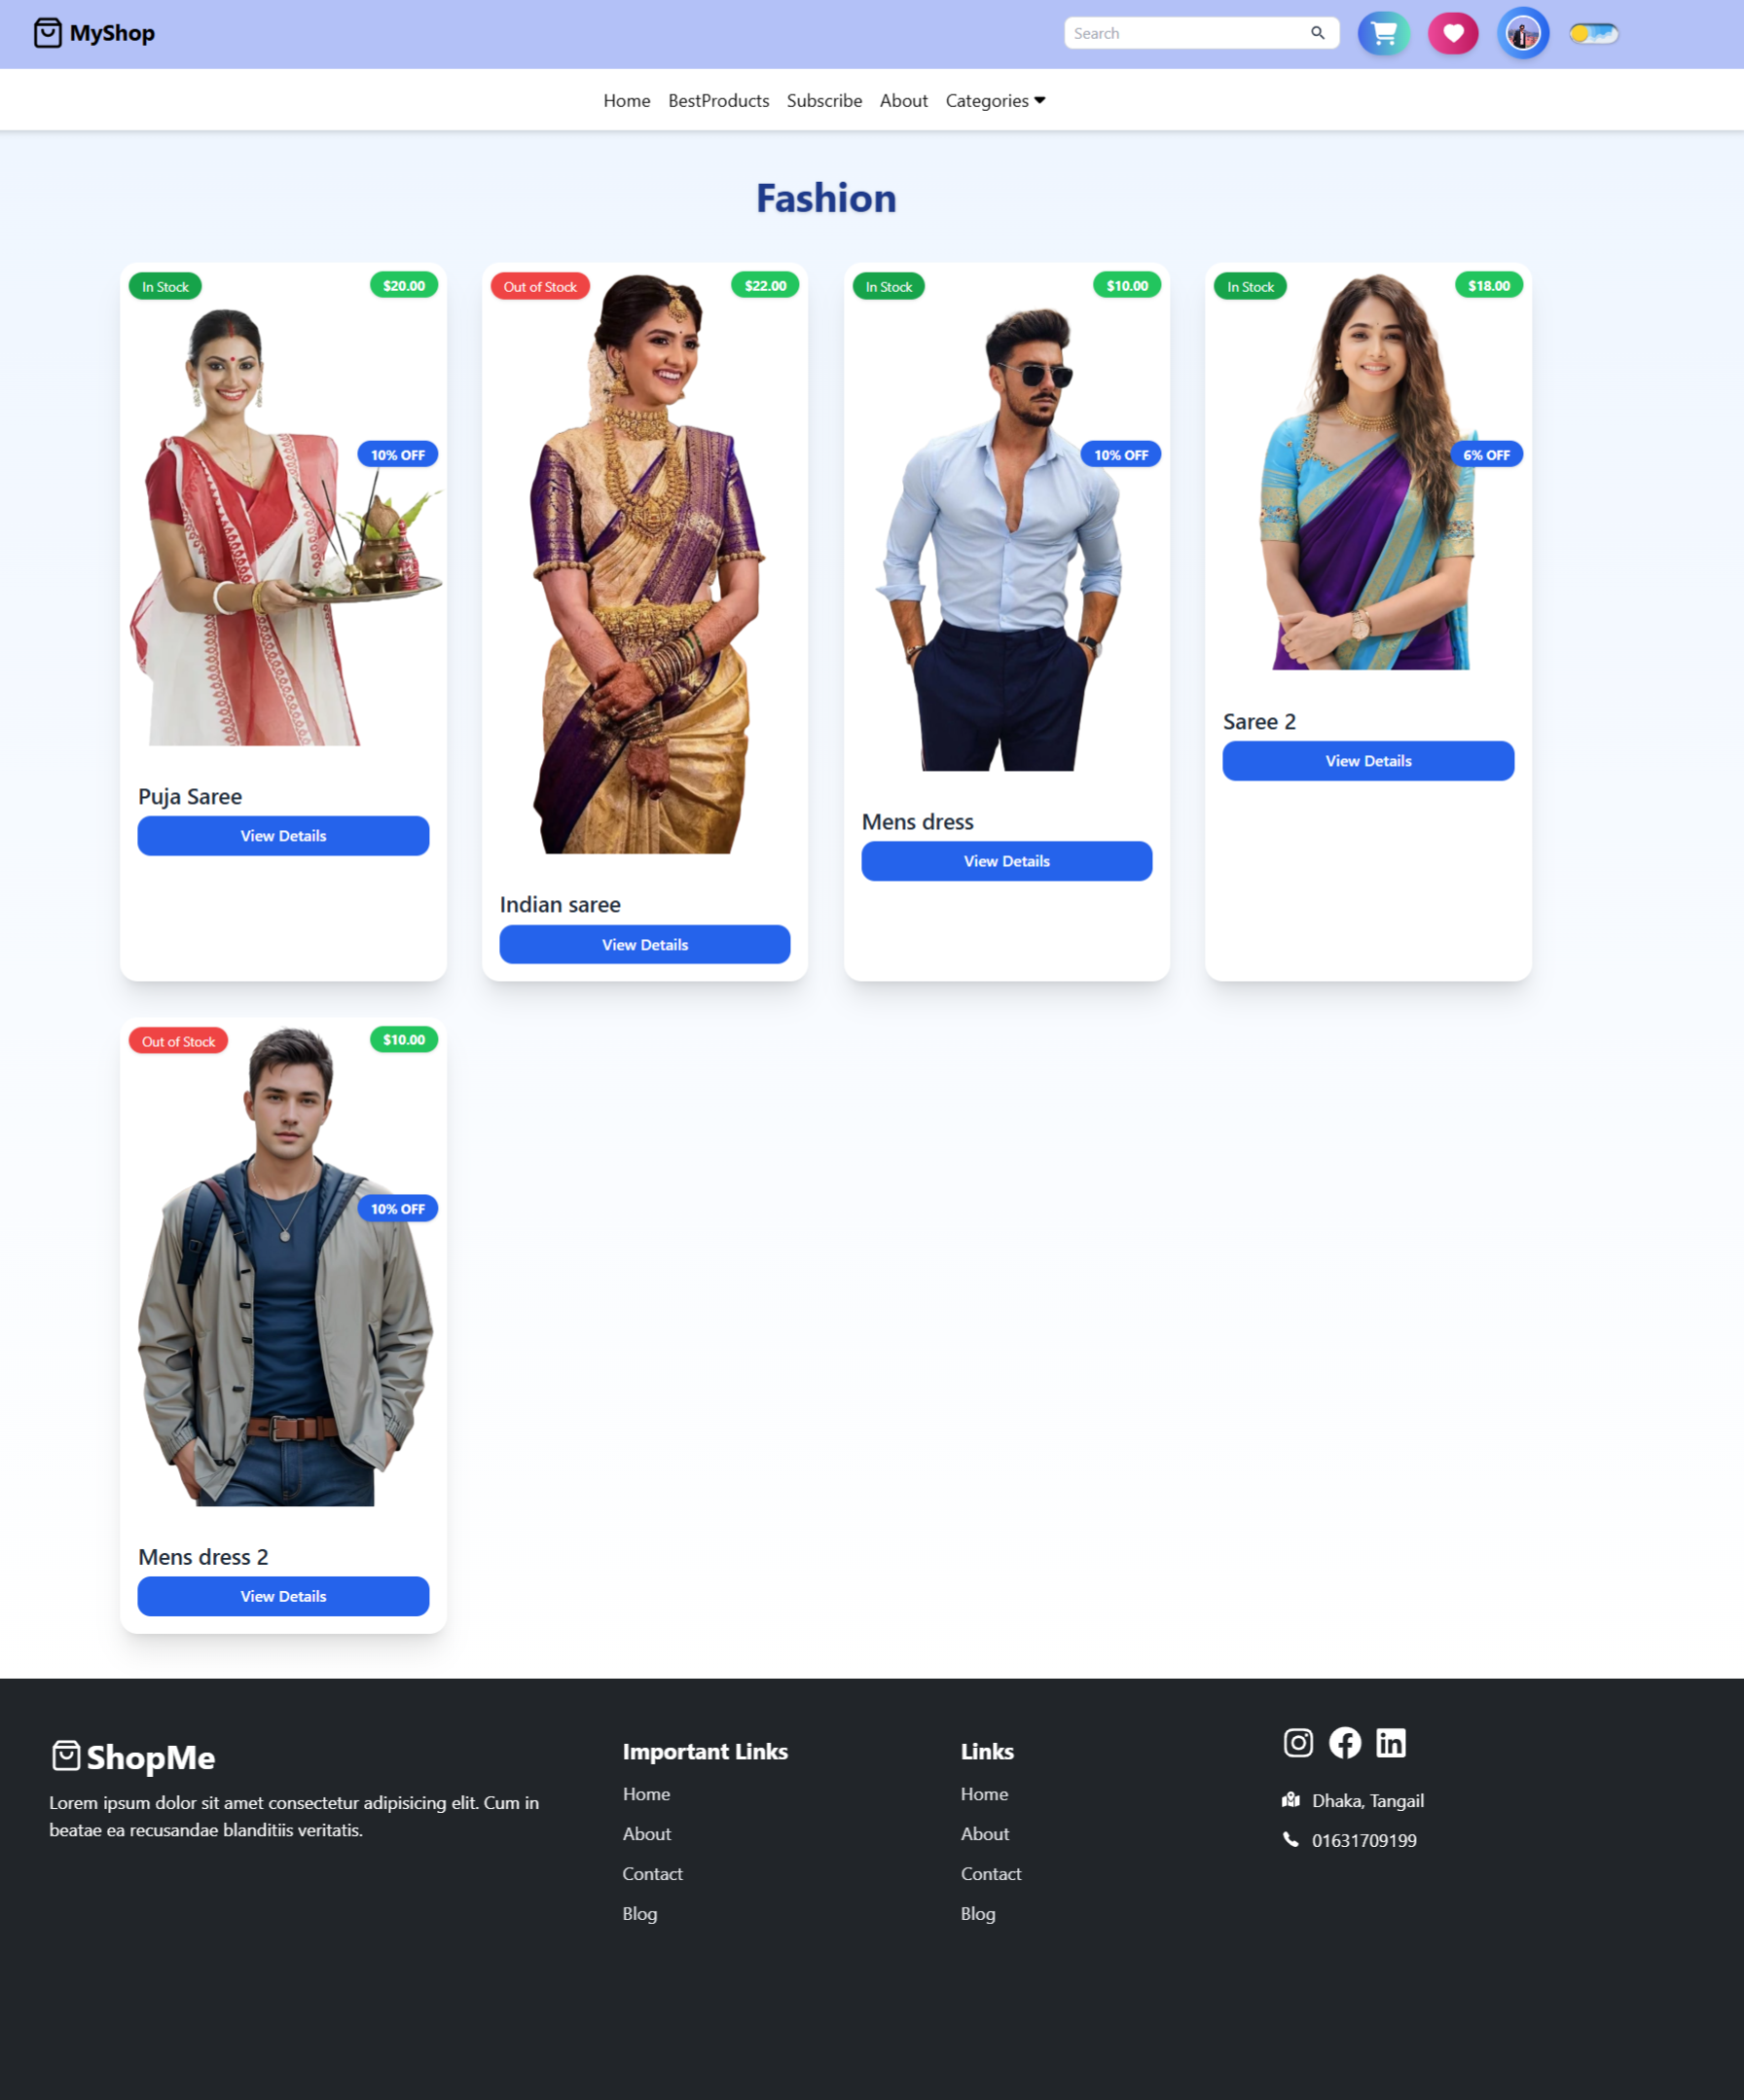 MyShop
Search
Home BestProducts Subscribe About Categories
Fashion
In Stock $20.00
10% OFF
Puja Saree
View Details
Out of Stock $22.00
Indian saree
View Details
In Stock $10.00
10% OFF
Mens dress
View Details
In Stock $18.00
6% OFF
Saree 2
View Details
Out of Stock $10.00
10% OFF
Mens dress 2
View Details
ShopMe
Lorem ipsum dolor sit amet consectetur adipisicing elit. Cum in
beatae ea recusandae blanditiis veritatis.
Important Links
Home
About
Contact
Blog
Links
Home
About
Contact
Blog
Dhaka, Tangail
01631709199